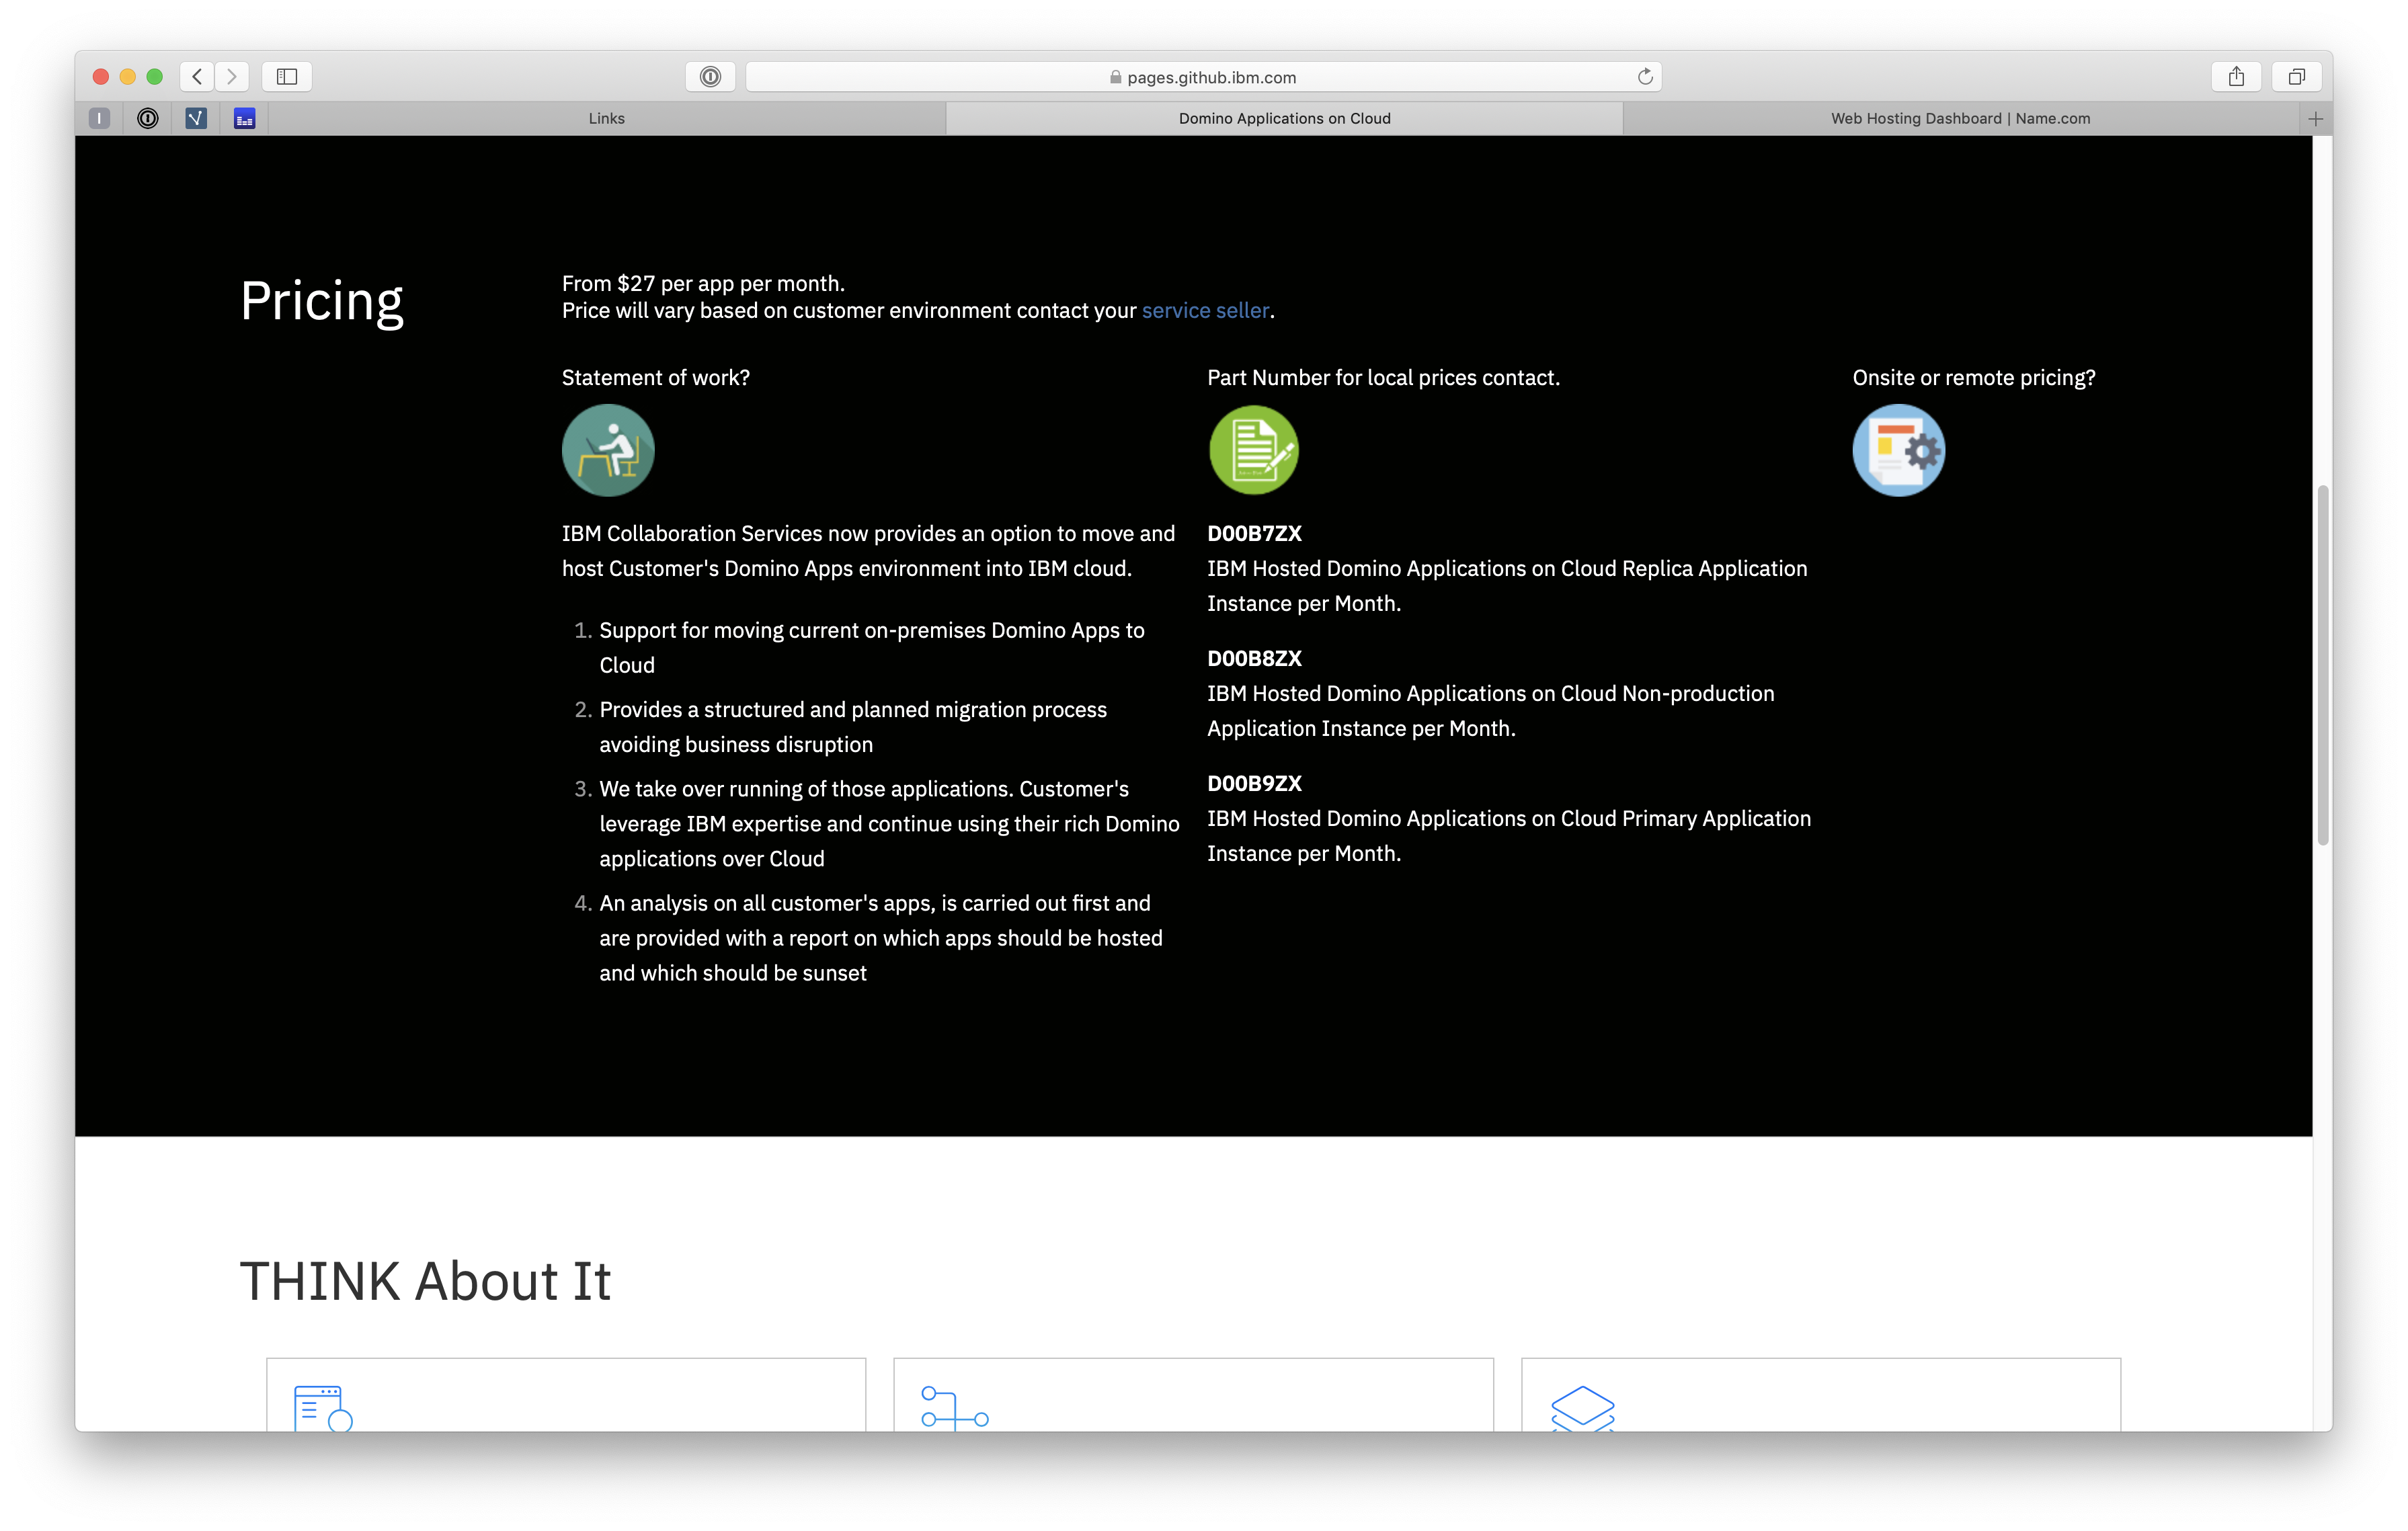 pages.github.ibm.com
Links
Domino Applications on Cloud
Web Hosting Dashboard | Name.com
Pricing
From $27 per app per month.
Price will vary based on customer environment contact your service seller.
Statement of work?
IBM Collaboration Services now provides an option to move and
host Customer's Domino Apps environment into IBM cloud.
1. Support for moving current on-premises Domino Apps to
Cloud
2. Provides a structured and planned migration process
avoiding business disruption
3. We take over running of those applications. Customer's
leverage IBM expertise and continue using their rich Domino
applications over Cloud
4. An analysis on all customer's apps, is carried out first and
are provided with a report on which apps should be hosted
and which should be sunset
Part Number for local prices contact.
D00B7ZX
IBM Hosted Domino Applications on Cloud Replica Application
Instance per Month.
D00B8ZX
IBM Hosted Domino Applications on Cloud Non-production
Application Instance per Month.
D00B9ZX
IBM Hosted Domino Applications on Cloud Primary Application
Instance per Month.
Onsite or remote pricing?
THINK About It